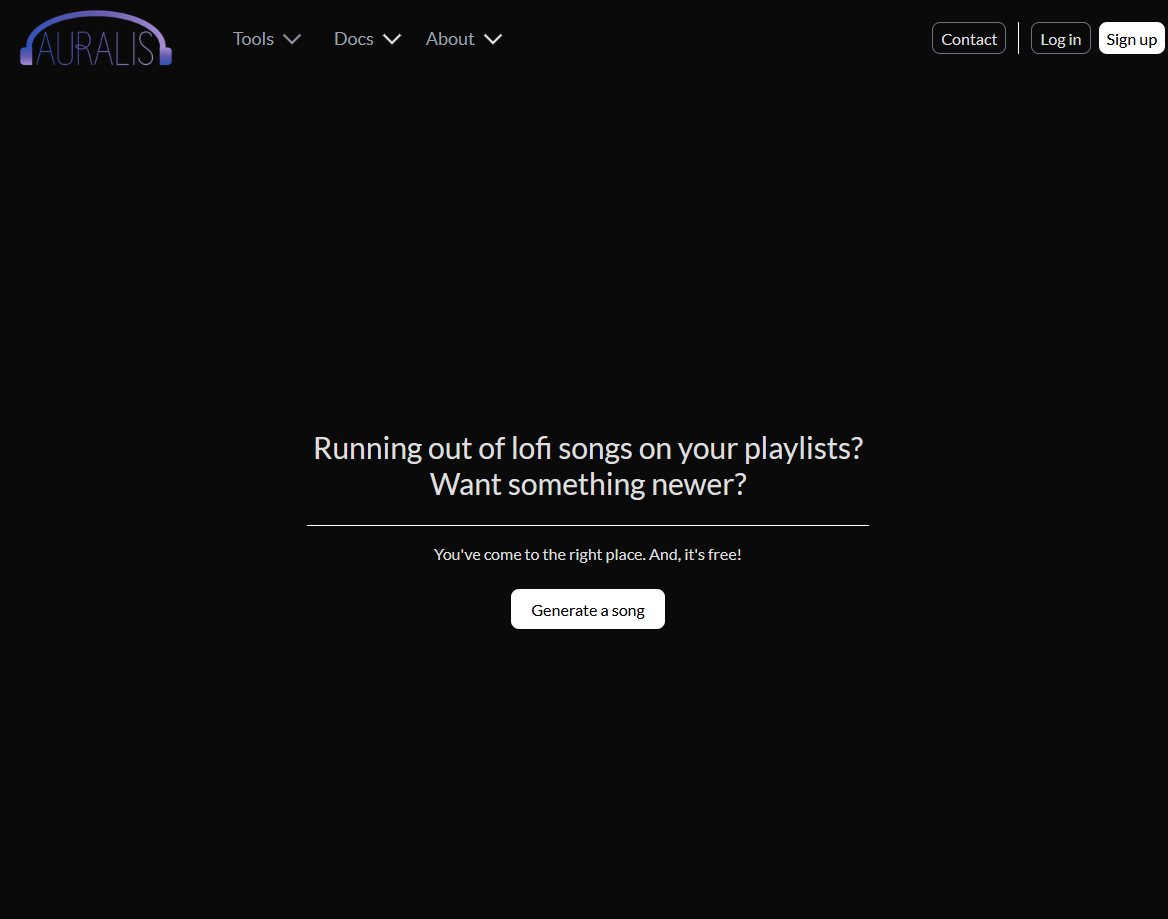 AURALIS
Tools
Docs
About
Contact
Log in
Sign up
Running out of lofi songs on your playlists?
Want something newer?
You've come to the right place. And, it's free!
Generate a song